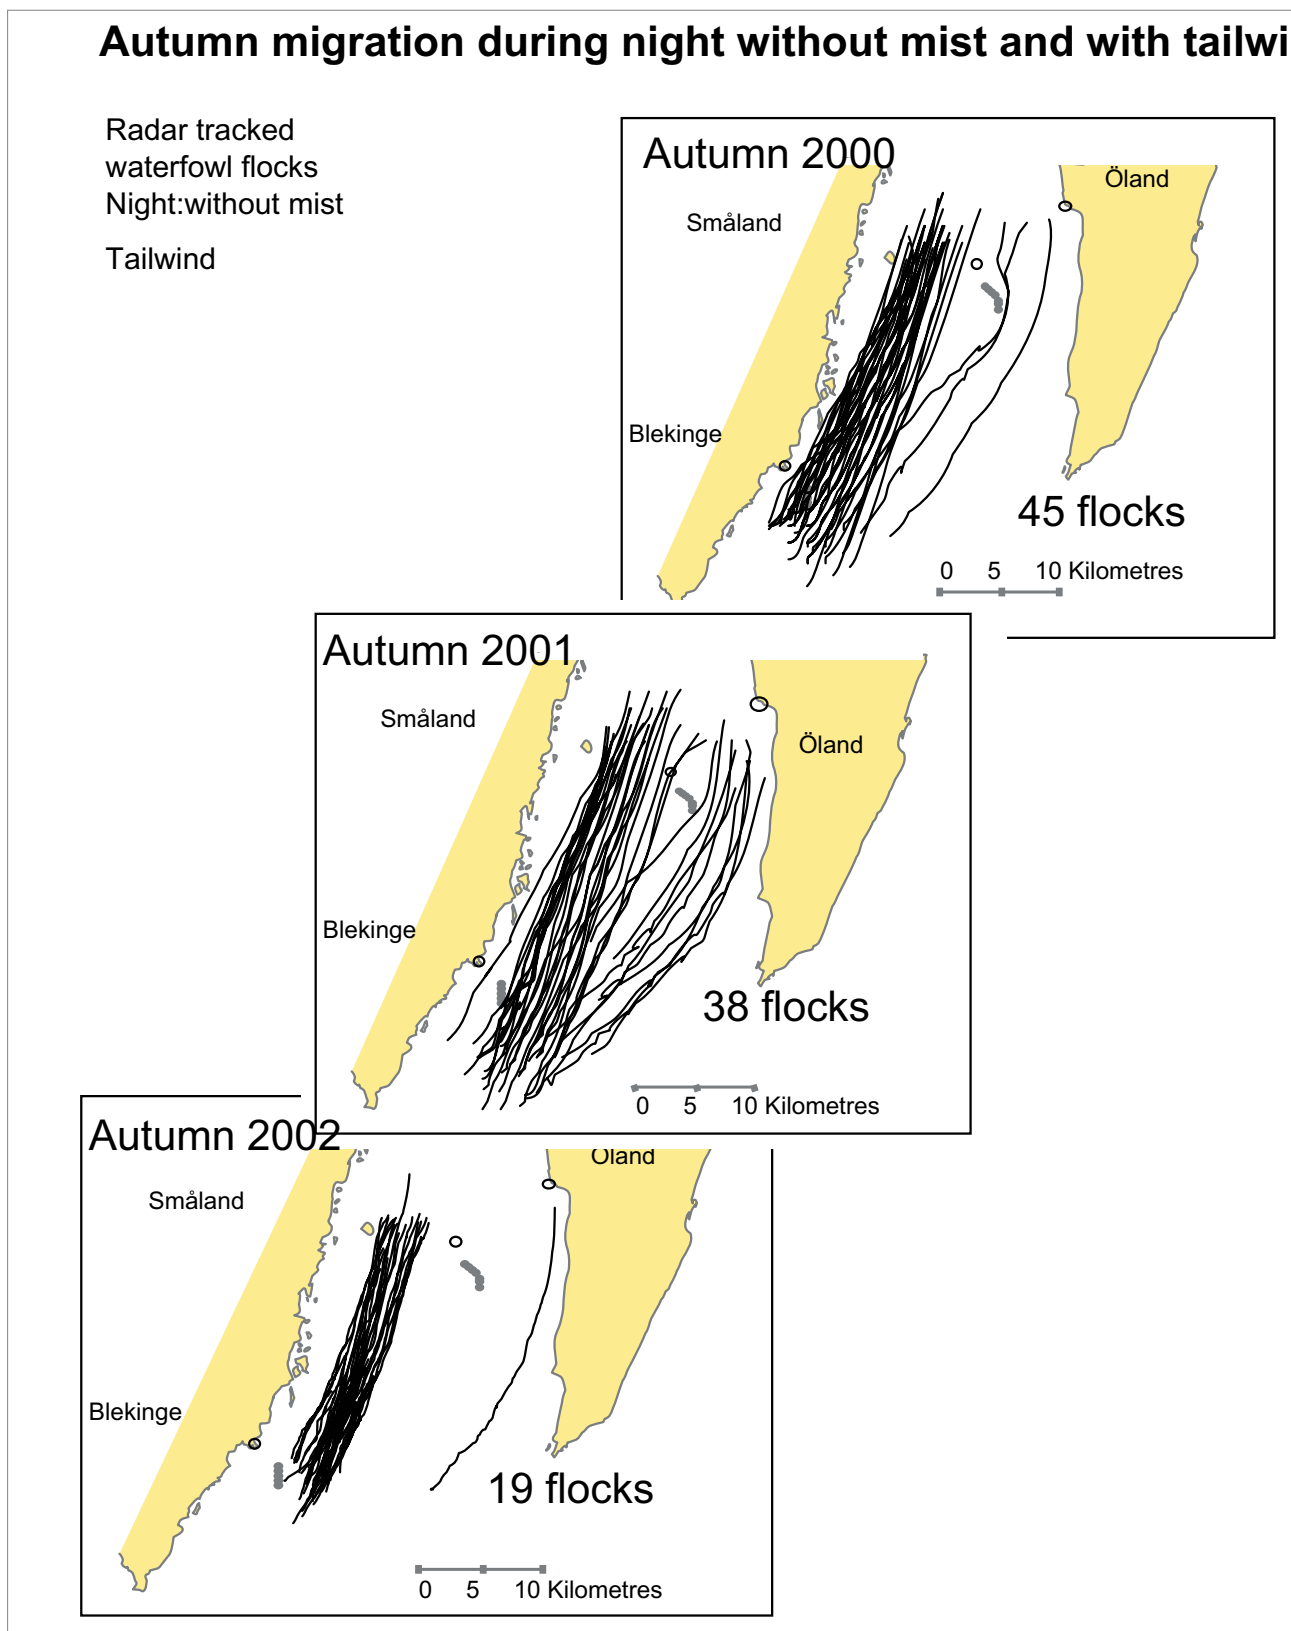 Autumn migration during night without mist and with tailwi
Radar tracked
waterfowl flocks
Night:without mist
Tailwind
Autumn 2000
Öland
Småland
Blekinge
45 flocks
0 5 10 Kilometres
Autumn 2001
Småland
Öland
Blekinge
38 flocks
0 5 10 Kilometres
Autumn 2002
Öland
Småland
Blekinge
19 flocks
0 5 10 Kilometres